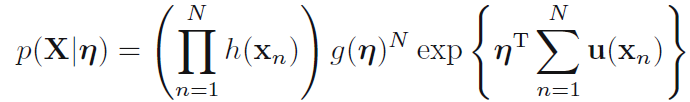 p(X|η) = (∏_{n=1}^{N} h(x_n)) g(η)^N exp{η^T ∑_{n=1}^{N} u(x_n)}